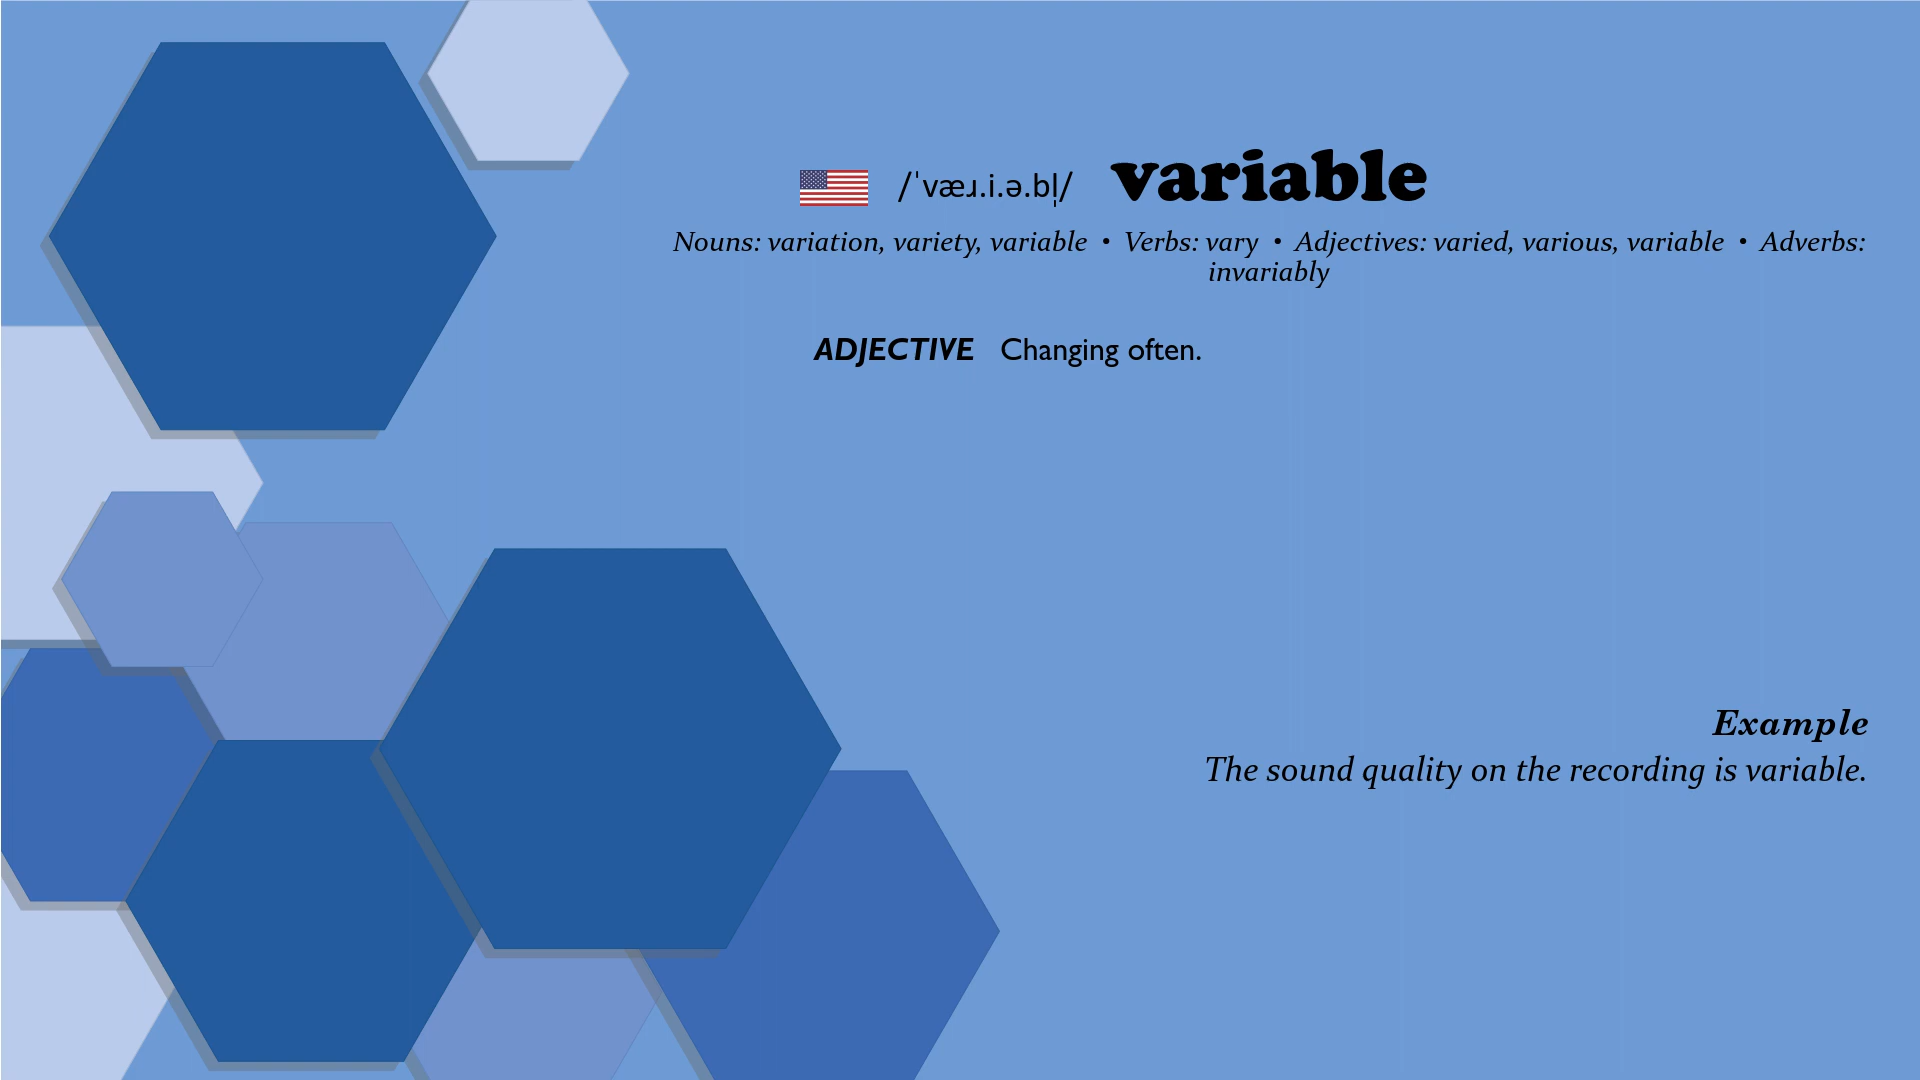 /ˈvæɹ.i.ə.bl̩/ variable
Nouns: variation, variety, variable • Verbs: vary • Adjectives: varied, various, variable • Adverbs:
invariably
ADJECTIVE Changing often.
Example
The sound quality on the recording is variable.